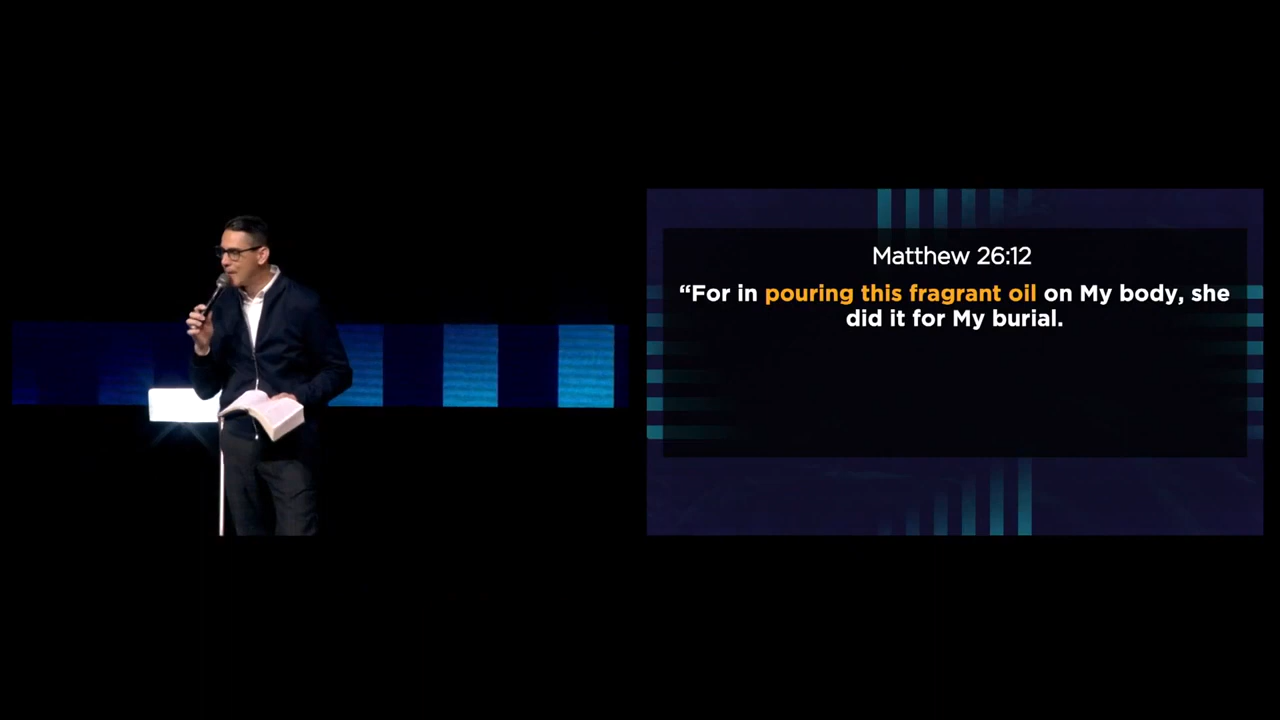 Matthew 26:12
“For in pouring this fragrant oil on My body, she
did it for My burial.